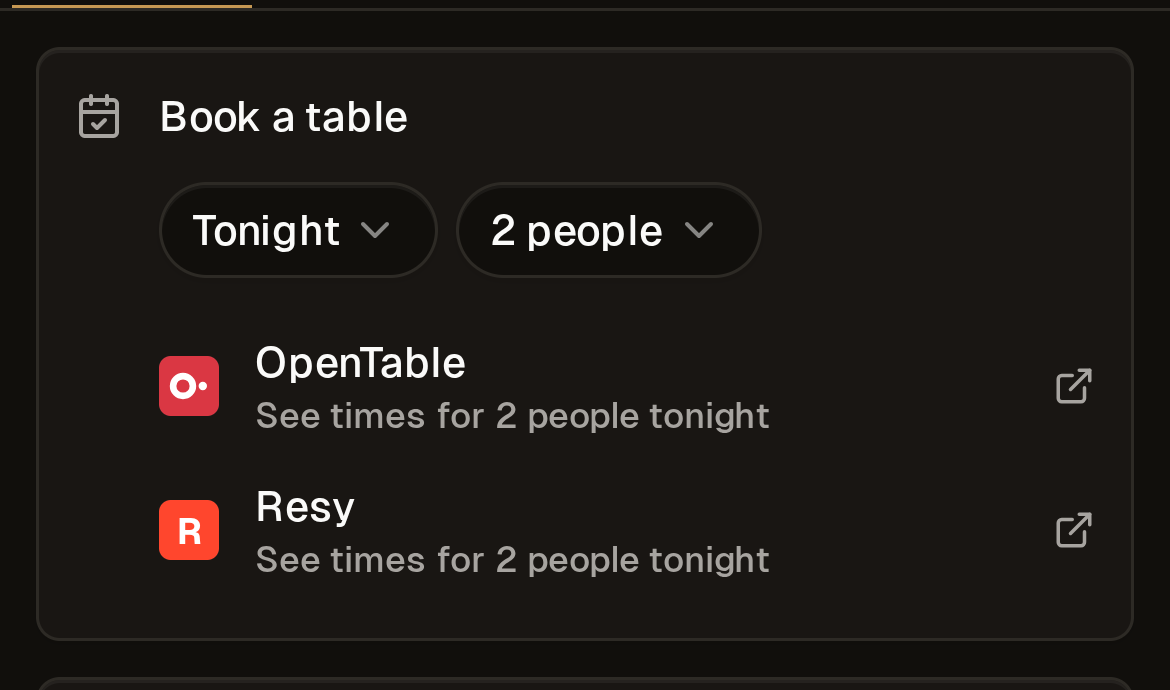 Book a table
Tonight
2 people
OpenTable
See times for 2 people tonight
R
Resy
See times for 2 people tonight